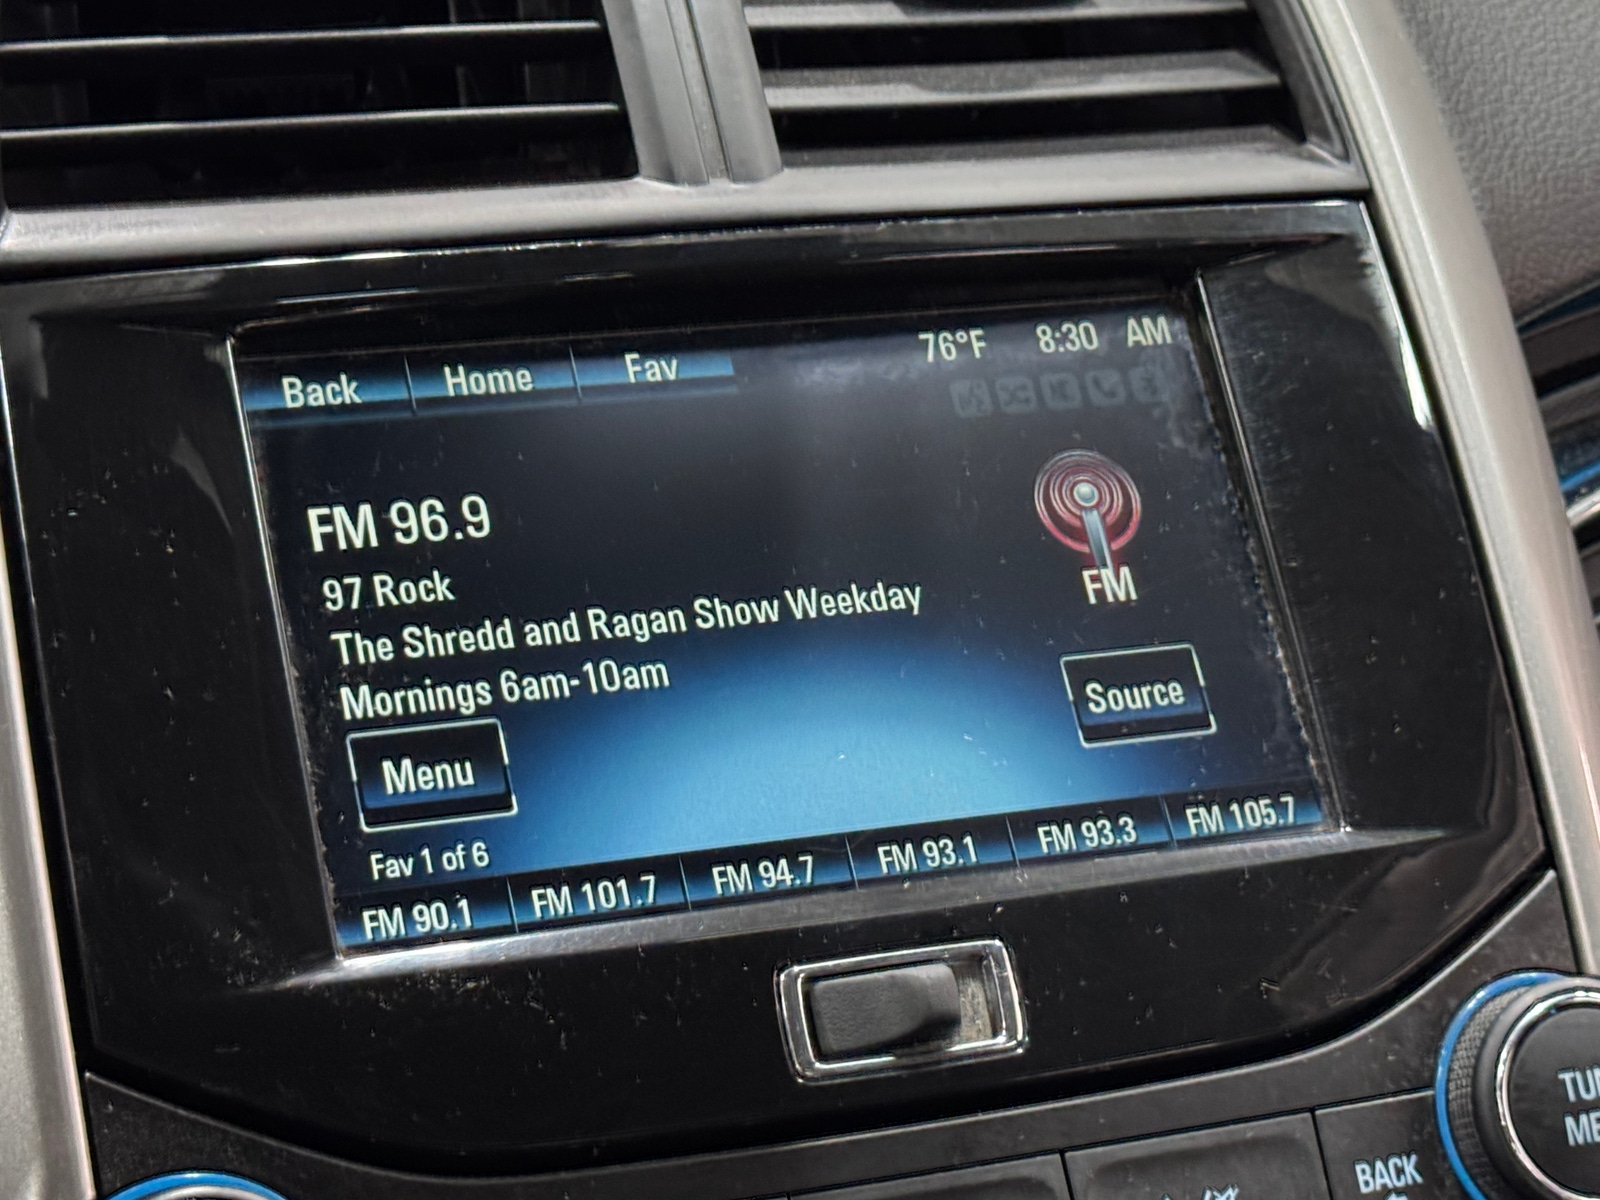 Back Home Fav 76°F 8:30 AM
FM 96.9
97 Rock
The Shredd and Ragan Show Weekday
Mornings 6am-10am
FM
Source
Menu
Fav 1 of 6
FM 90.1 FM 101.7 FM 94.7 FM 93.1 FM 93.3 FM 105.7
BACK